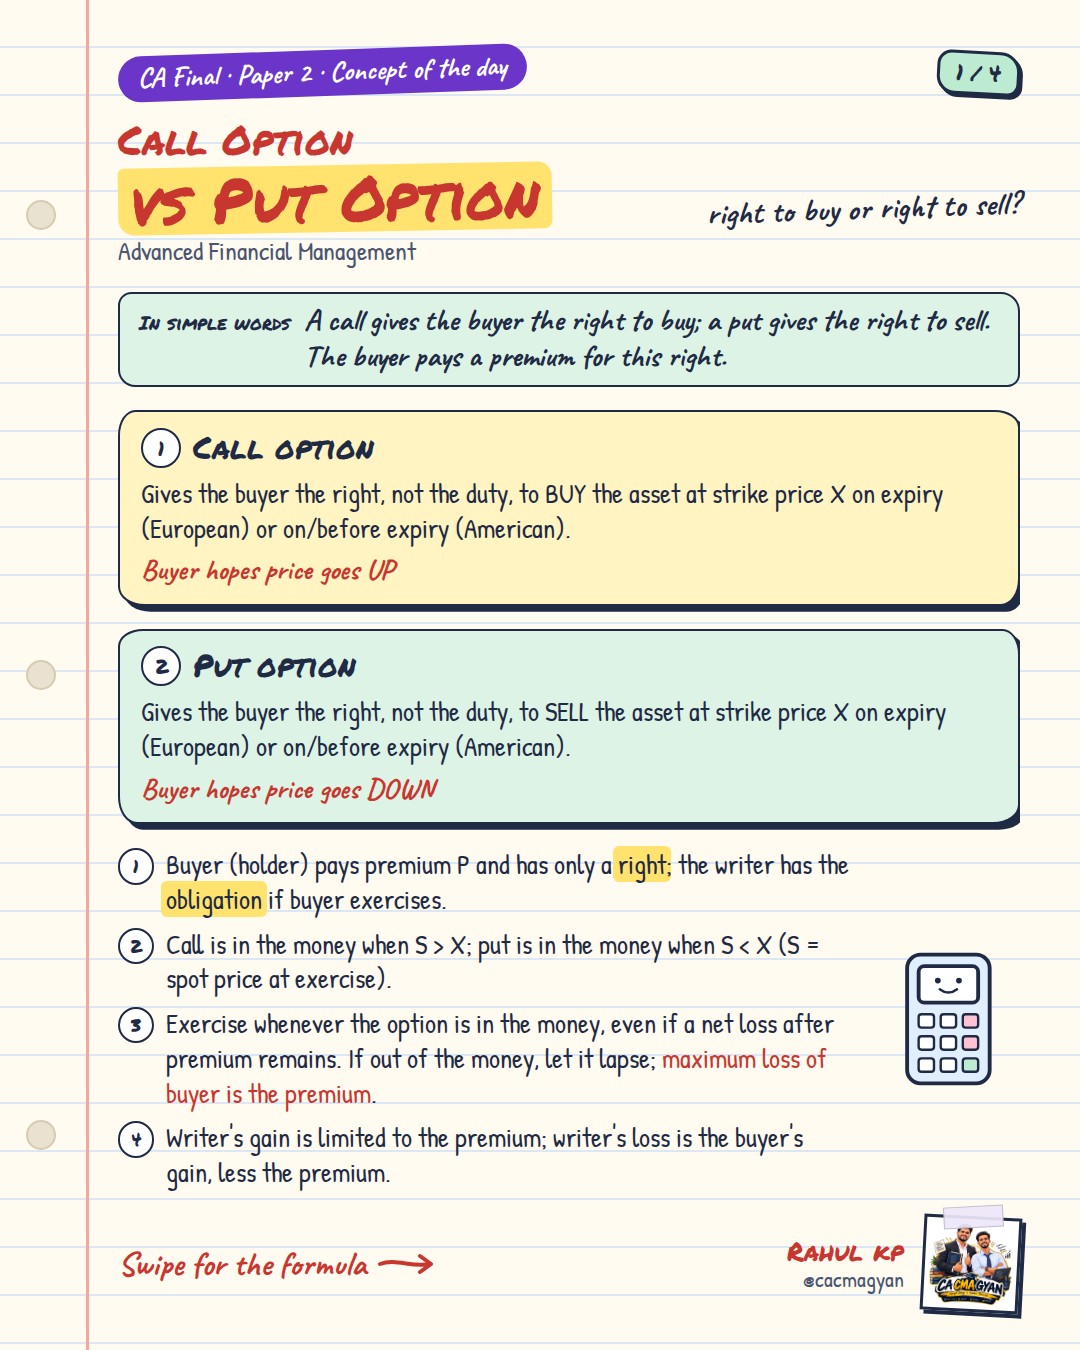 CA Final · Paper 2 · Concept of the day
1 / 4
Call Option
vs Put Option
right to buy or right to sell?
Advanced Financial Management
In simple words A call gives the buyer the right to buy; a put gives the right to sell.
The buyer pays a premium for this right.
1 Call option
Gives the buyer the right, not the duty, to BUY the asset at strike price X on expiry
(European) or on/before expiry (American).
Buyer hopes price goes UP
2 Put option
Gives the buyer the right, not the duty, to SELL the asset at strike price X on expiry
(European) or on/before expiry (American).
Buyer hopes price goes DOWN
1 Buyer (holder) pays premium P and has only a right; the writer has the
obligation if buyer exercises.
2 Call is in the money when S > X; put is in the money when S < X (S =
spot price at exercise).
3 Exercise whenever the option is in the money, even if a net loss after
premium remains. If out of the money, let it lapse; maximum loss of
buyer is the premium.
4 Writer's gain is limited to the premium; writer's loss is the buyer's
gain, less the premium.
Swipe for the formula
Rahul KP
@cacmagyan
CA CMA GYAN